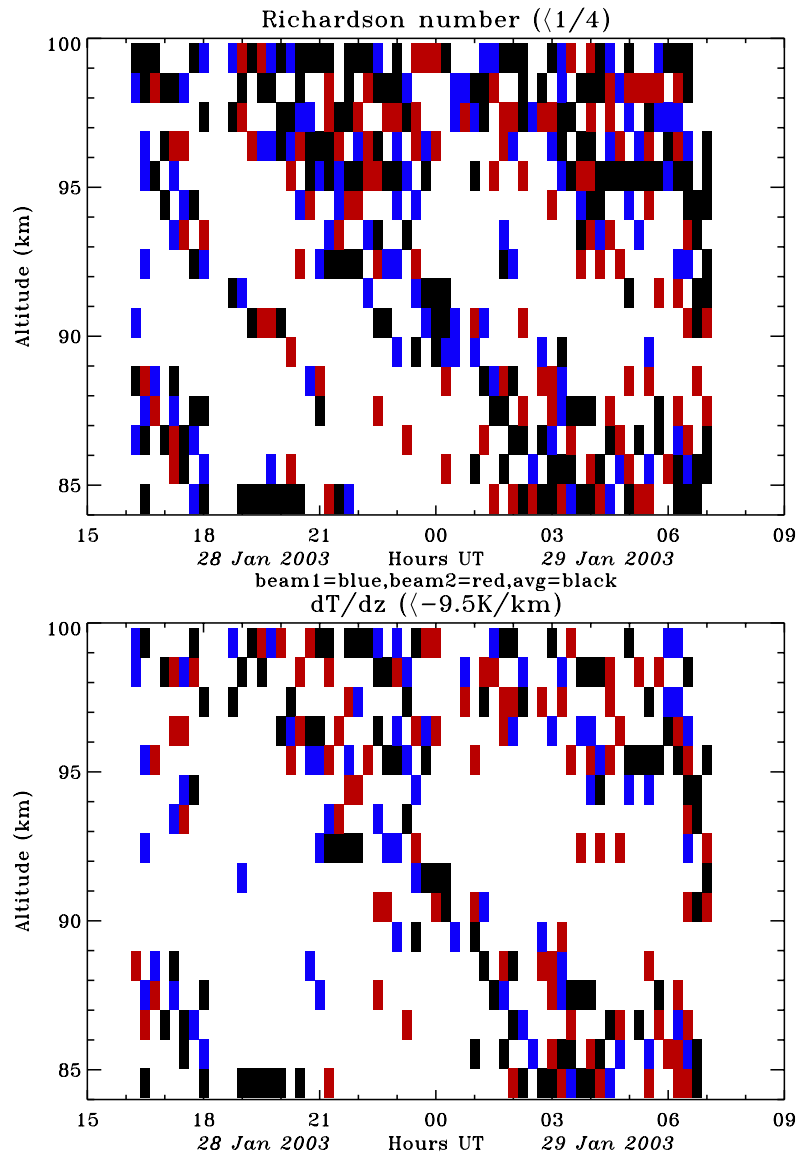 Richardson number (⟨1/4)
100
95
90
85
Altitude (km)
15 18 21 00 03 06 09
28 Jan 2003 Hours UT 29 Jan 2003
beam1=blue,beam2=red,avg=black
dT/dz (⟨−9.5K/km)
100
95
90
85
Altitude (km)
15 18 21 00 03 06 09
28 Jan 2003 Hours UT 29 Jan 2003